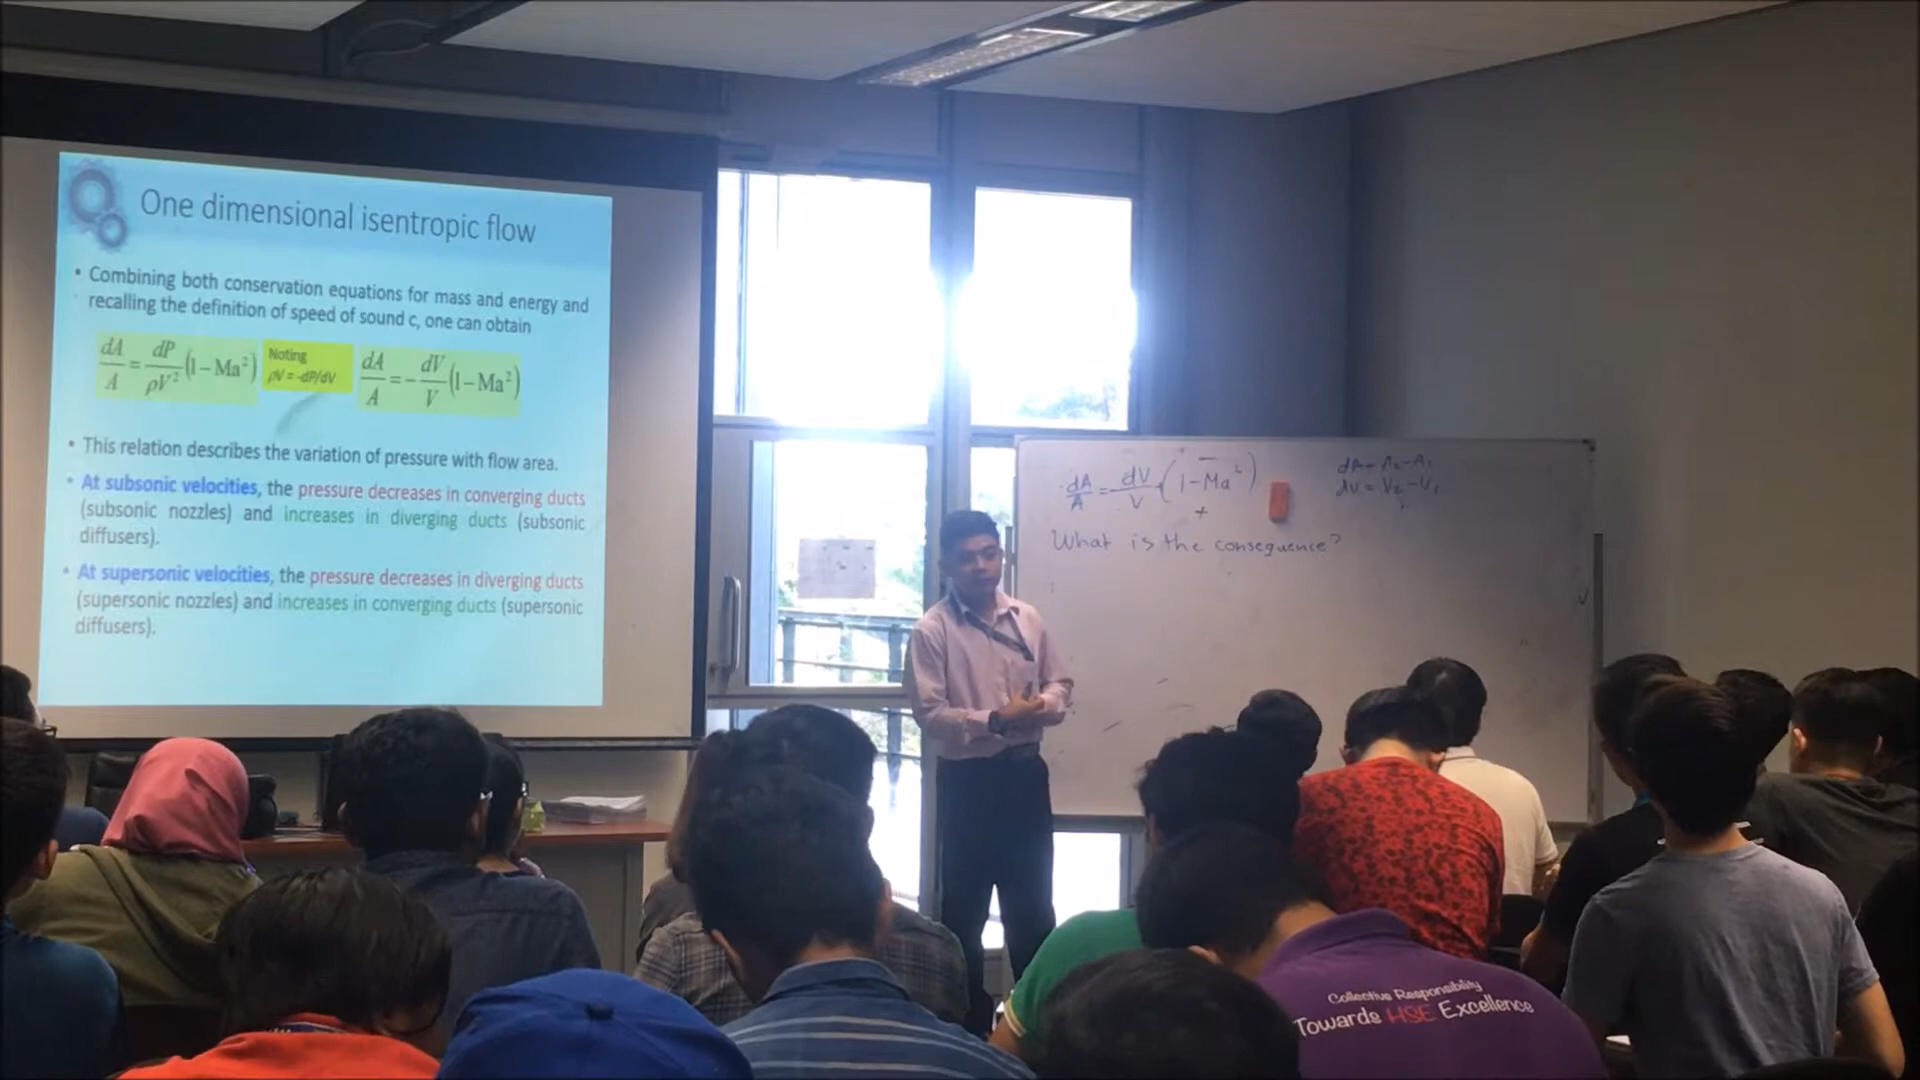 One dimensional isentropic flow
• Combining both conservation equations for mass and energy and
recalling the definition of speed of sound c, one can obtain
dA/A = dP/ρV² (1 − Ma²)
Noting
ρV = -dP/dV
dA/A = − dV/V (1 − Ma²)
• This relation describes the variation of pressure with flow area.
• At subsonic velocities, the pressure decreases in converging ducts
(subsonic nozzles) and increases in diverging ducts (subsonic
diffusers).
• At supersonic velocities, the pressure decreases in diverging ducts
(supersonic nozzles) and increases in converging ducts (supersonic
diffusers).
dA/A = dV/V (1 − Ma²)
+
What is the consequence?
dA = A₂ − A₁
dV = V₂ − V₁
Collective Responsibility
Towards HSE Excellence